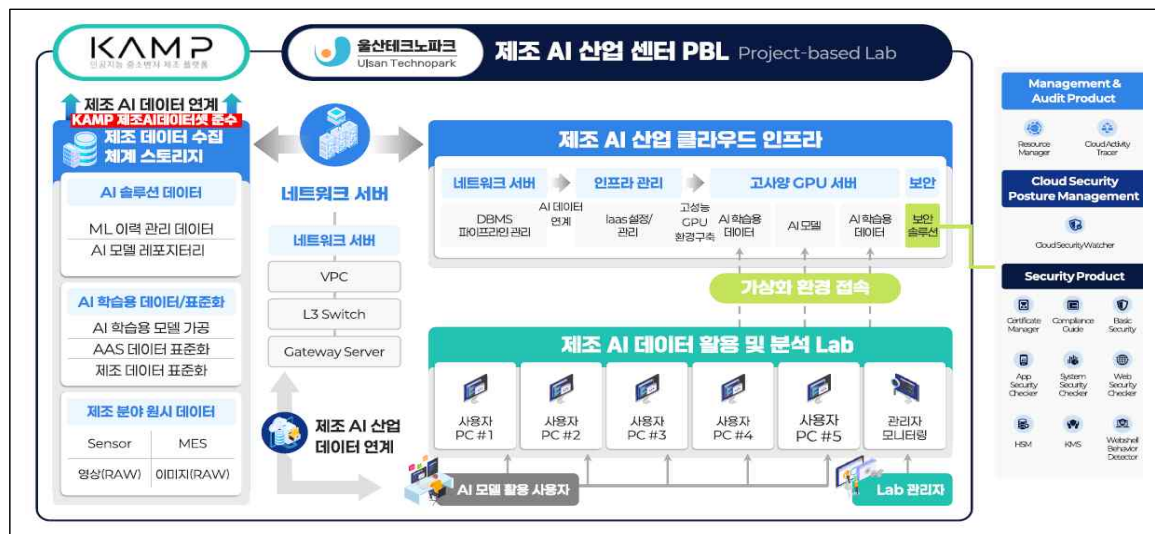 KAMP
인공지능 중소벤처 제조 플랫폼
울산테크노파크
Ulsan Technopark
제조 AI 산업 센터 PBL Project-based Lab
제조 AI 데이터 연계
KAMP 제조AI데이터셋 준수
제조 데이터 수집
체계 스토리지
AI 솔루션 데이터
ML 이력 관리 데이터
AI 모델 레포지터리
AI 학습용 데이터/표준화
AI 학습용 모델 가공
AAS 데이터 표준화
제조 데이터 표준화
제조 분야 원시 데이터
Sensor
MES
영상(RAW)
이미지(RAW)
네트워크 서버
네트워크 서버
VPC
L3 Switch
Gateway Server
제조 AI 산업
데이터 연계
제조 AI 산업 클라우드 인프라
네트워크 서버
인프라 관리
고사양 GPU 서버
보안
DBMS
파이프라인 관리
AI 데이터
연계
Iaas 설정/
관리
고성능
GPU
환경구축
AI 학습용
데이터
AI 모델
AI 학습용
데이터
보안
솔루션
가상화 환경 접속
제조 AI 데이터 활용 및 분석 Lab
사용자
PC #1
사용자
PC #2
사용자
PC #3
사용자
PC #4
사용자
PC #5
관리자
모니터링
AI 모델 활용 사용자
Lab 관리자
Management &
Audit Product
Resource
Manager
Cloud Activity
Tracer
Cloud Security
Posture Management
Cloud Security Watcher
Security Product
Certificate
Manager
Compliance
Guide
Basic
Security
App
Security
Checker
System
Security
Checker
Web
Security
Checker
HSM
KMS
Webshell
Behavior
Detector